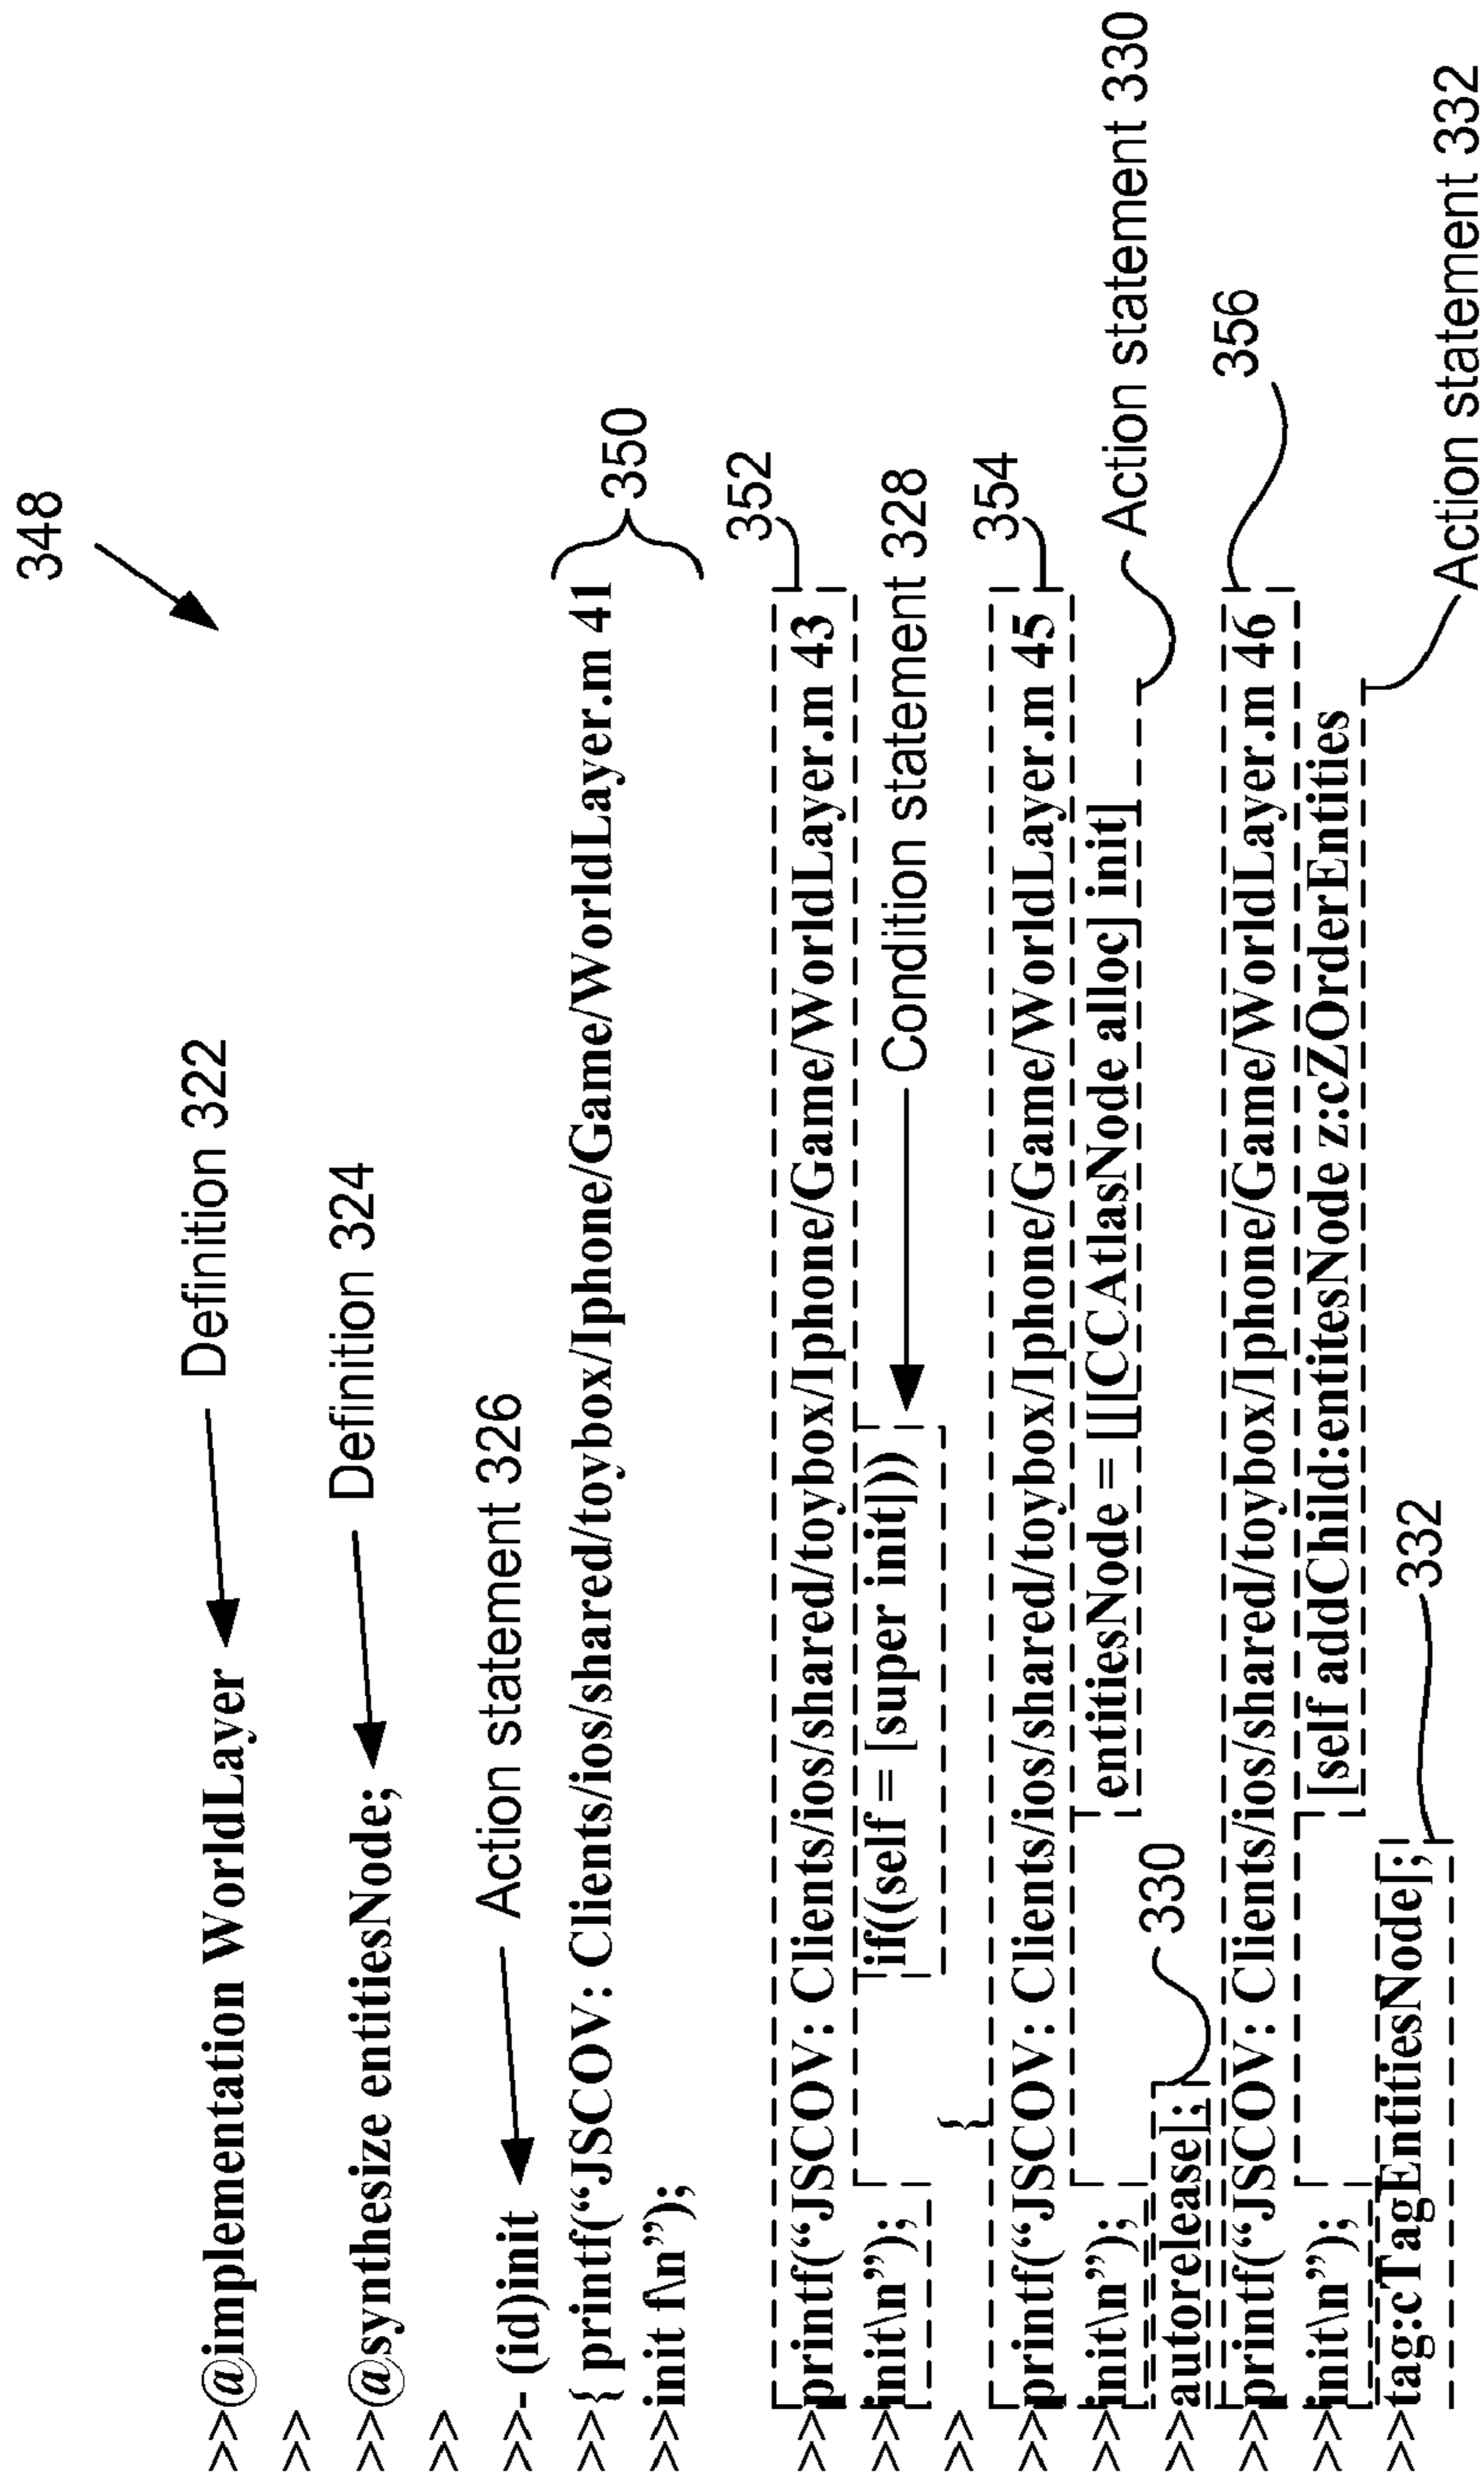 348
>>@implementation WorldLayer
Definition 322
>>
>>@synthesize entitiesNode;
Definition 324
>>
>>- (id)init
Action statement 326
>>{ printf(“JSCOV: Clients/ios/shared/toybox/Iphone/Game/WorldLayer.m 41
>>init f\n”);
350
352
>>printf(“JSCOV: Clients/ios/shared/toybox/Iphone/Game/WorldLayer.m 43
>>init\n”); if((self = [super init]))
Condition statement 328
>> {
354
>>printf(“JSCOV: Clients/ios/shared/toybox/Iphone/Game/WorldLayer.m 45
>>init\n”); entitiesNode = [[[CCAtlasNode alloc] init]
Action statement 330
>>autorelease];
330
356
>>printf(“JSCOV: Clients/ios/shared/toybox/Iphone/Game/WorldLayer.m 46
>>init\n”); [self addChild:entitesNode z:cZOrderEntities
Action statement 332
>>tag:cTagEntitiesNode];
332